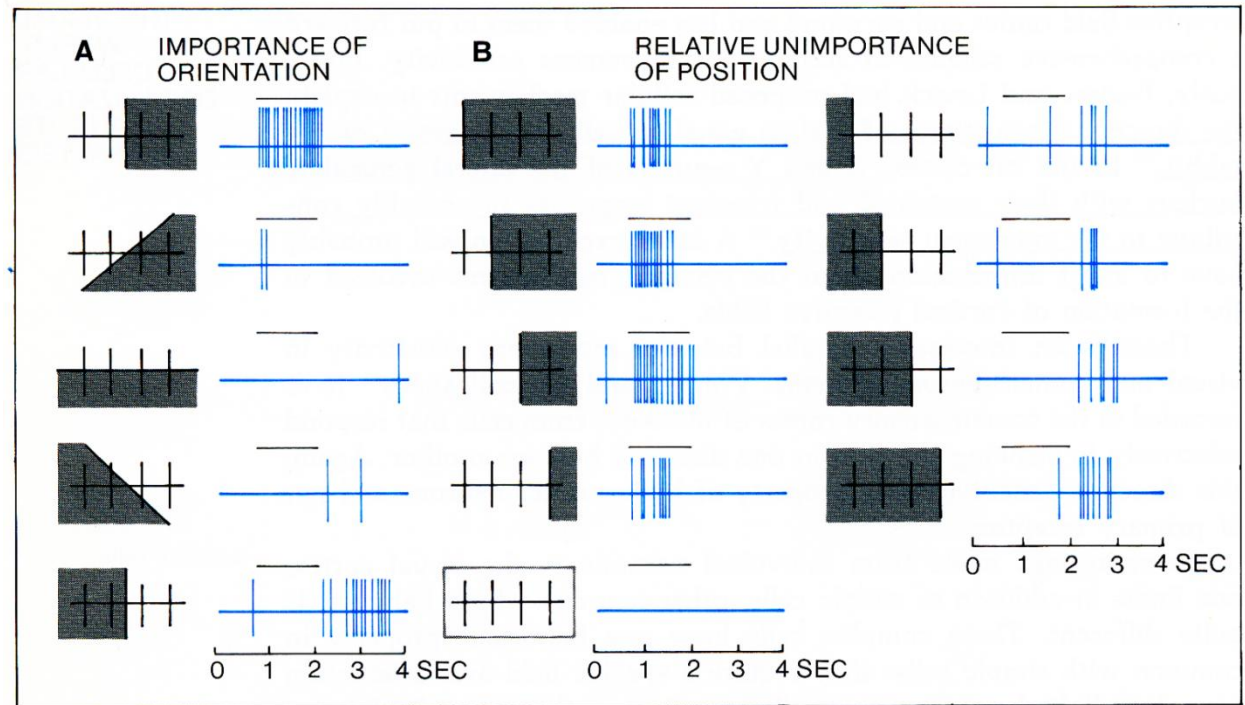 A
IMPORTANCE OF
ORIENTATION
B
RELATIVE UNIMPORTANCE
OF POSITION
0 1 2 3 4 SEC
0 1 2 3 4 SEC
0 1 2 3 4 SEC